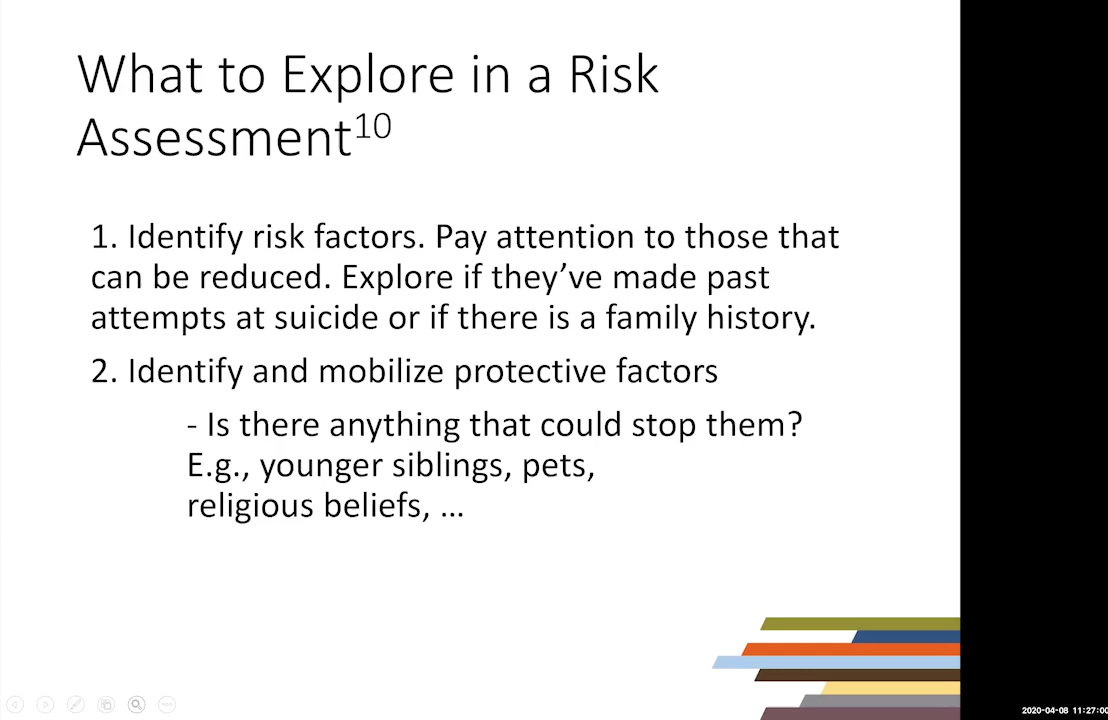 What to Explore in a Risk
Assessment10
1. Identify risk factors. Pay attention to those that
can be reduced. Explore if they’ve made past
attempts at suicide or if there is a family history.
2. Identify and mobilize protective factors
- Is there anything that could stop them?
E.g., younger siblings, pets,
religious beliefs, ...
2020-04-08 11:27:00